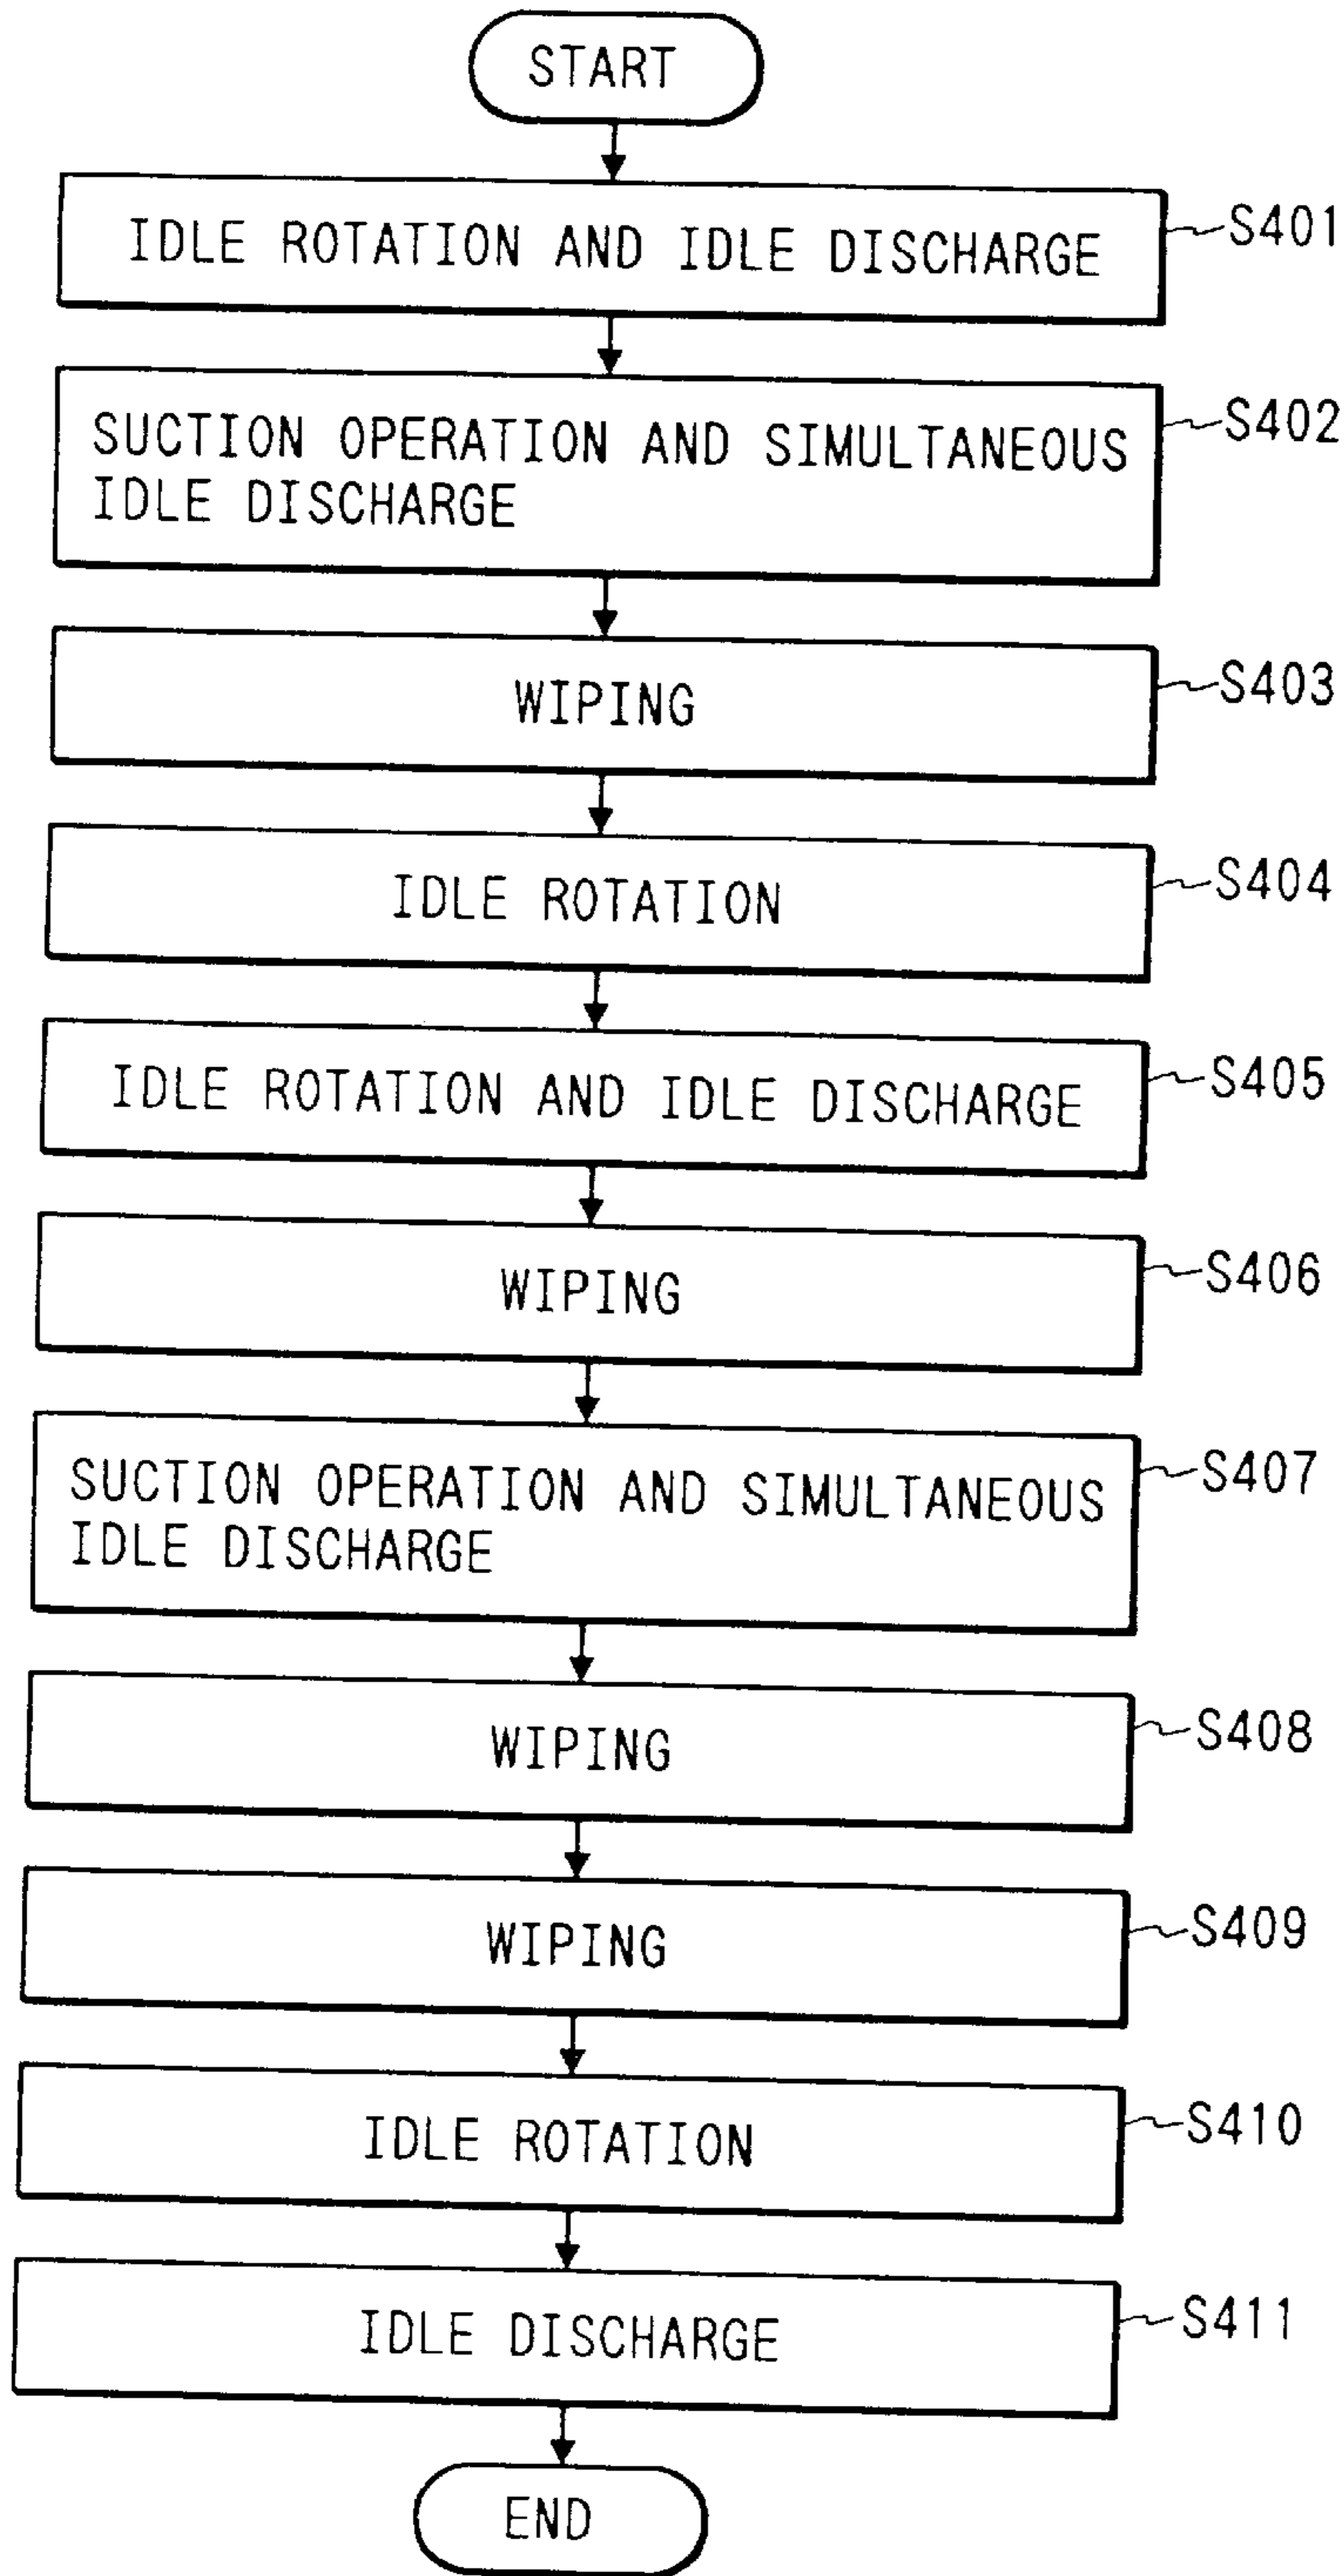 START
IDLE ROTATION AND IDLE DISCHARGE
S401
SUCTION OPERATION AND SIMULTANEOUS
IDLE DISCHARGE
S402
WIPING
S403
IDLE ROTATION
S404
IDLE ROTATION AND IDLE DISCHARGE
S405
WIPING
S406
SUCTION OPERATION AND SIMULTANEOUS
IDLE DISCHARGE
S407
WIPING
S408
WIPING
S409
IDLE ROTATION
S410
IDLE DISCHARGE
S411
END